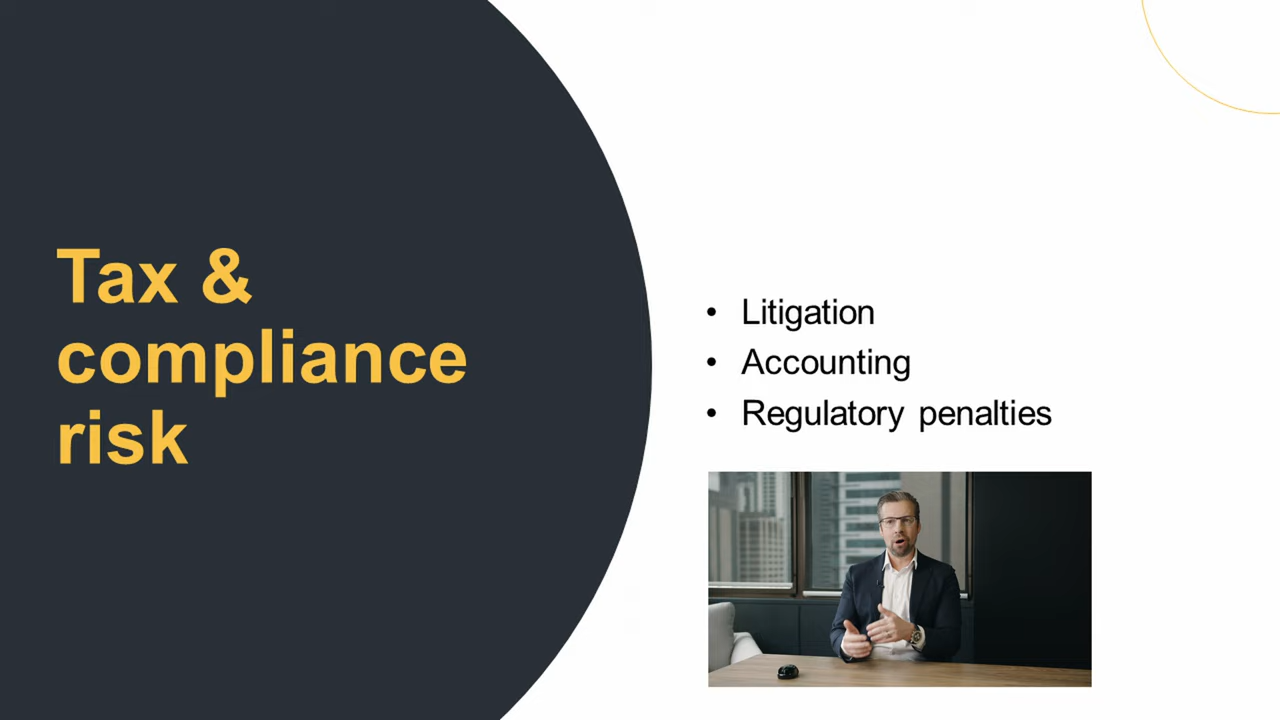 Tax &
compliance
risk
• Litigation
• Accounting
• Regulatory penalties